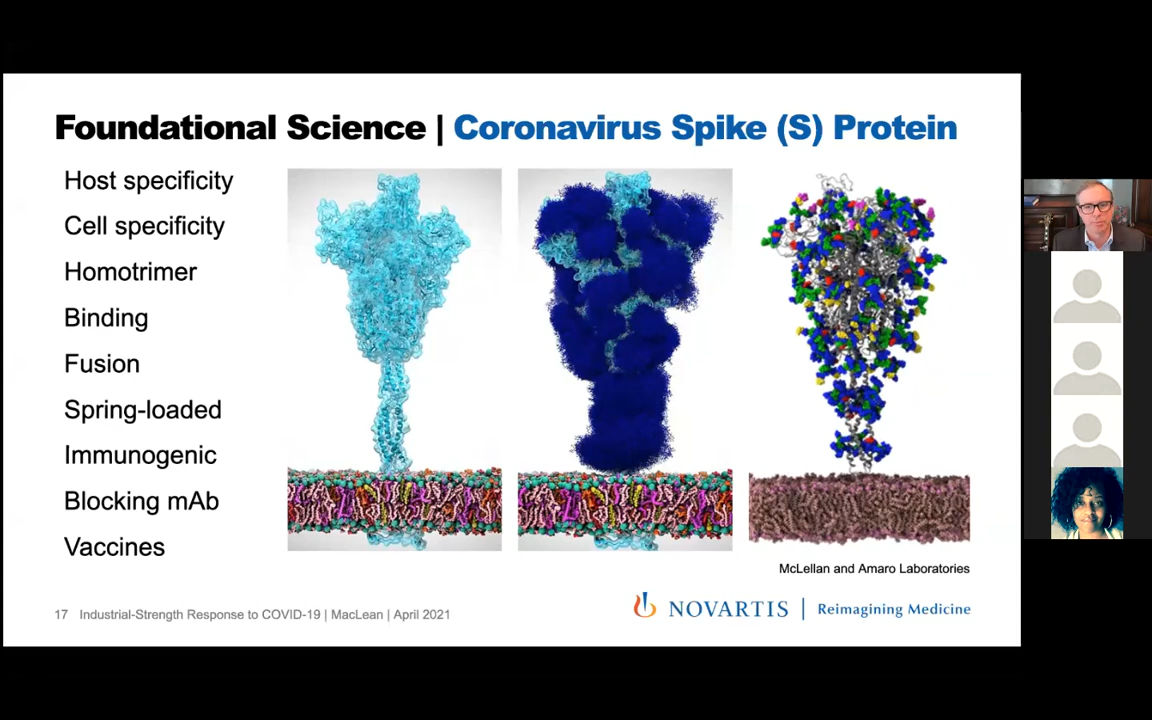 Foundational Science | Coronavirus Spike (S) Protein
Host specificity
Cell specificity
Homotrimer
Binding
Fusion
Spring-loaded
Immunogenic
Blocking mAb
Vaccines
McLellan and Amaro Laboratories
17 Industrial-Strength Response to COVID-19 | MacLean | April 2021
NOVARTIS | Reimagining Medicine